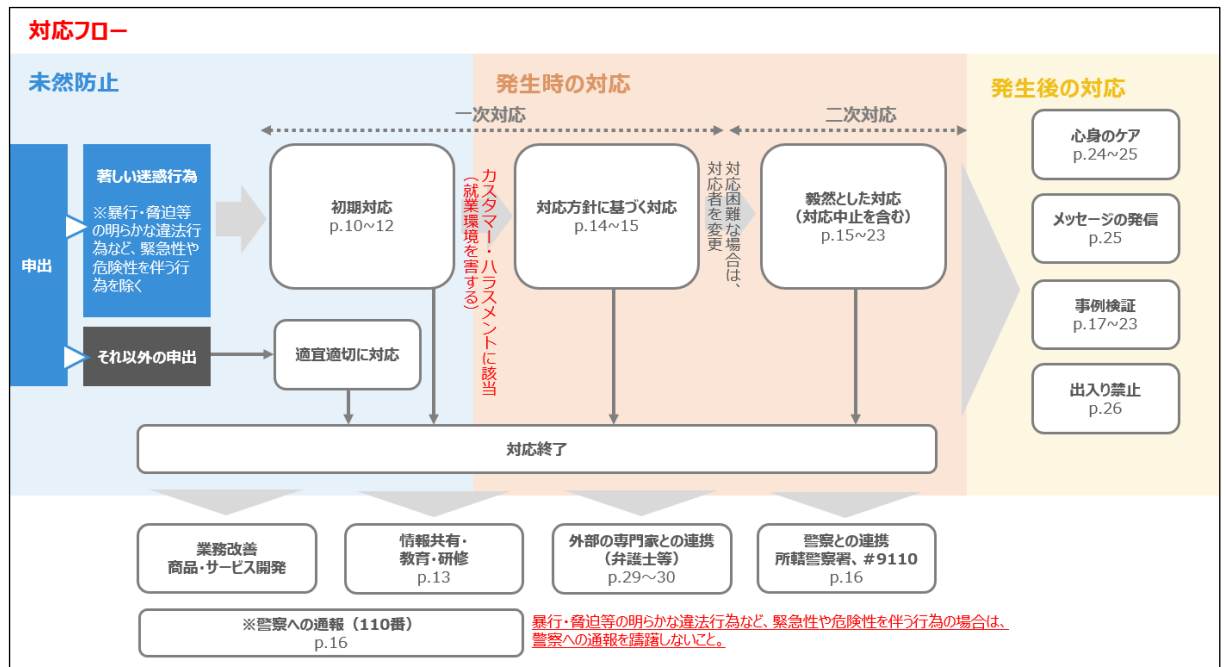 対応フロー
未然防止
発生時の対応
発生後の対応
一次対応
二次対応
申出
著しい迷惑行為
※暴行・脅迫等
の明らかな違法行
為など、緊急性や
危険性を伴う行
為を除く
それ以外の申出
初期対応
p.10~12
適宜適切に対応
カスタマー・ハラスメントに該当
(就業環境を害する)
対応方針に基づく対応
p.14~15
対応困難な場合は、
対応者を変更
毅然とした対応
(対応中止を含む)
p.15~23
心身のケア
p.24~25
メッセージの発信
p.25
事例検証
p.17~23
出入り禁止
p.26
対応終了
業務改善
商品・サービス開発
情報共有・
教育・研修
p.13
外部の専門家との連携
(弁護士等)
p.29～30
警察との連携
所轄警察署、#9110
p.16
※警察への通報(110番)
p.16
暴行・脅迫等の明らかな違法行為など、緊急性や危険性を伴う行為の場合は、
警察への通報を躊躇しないこと。